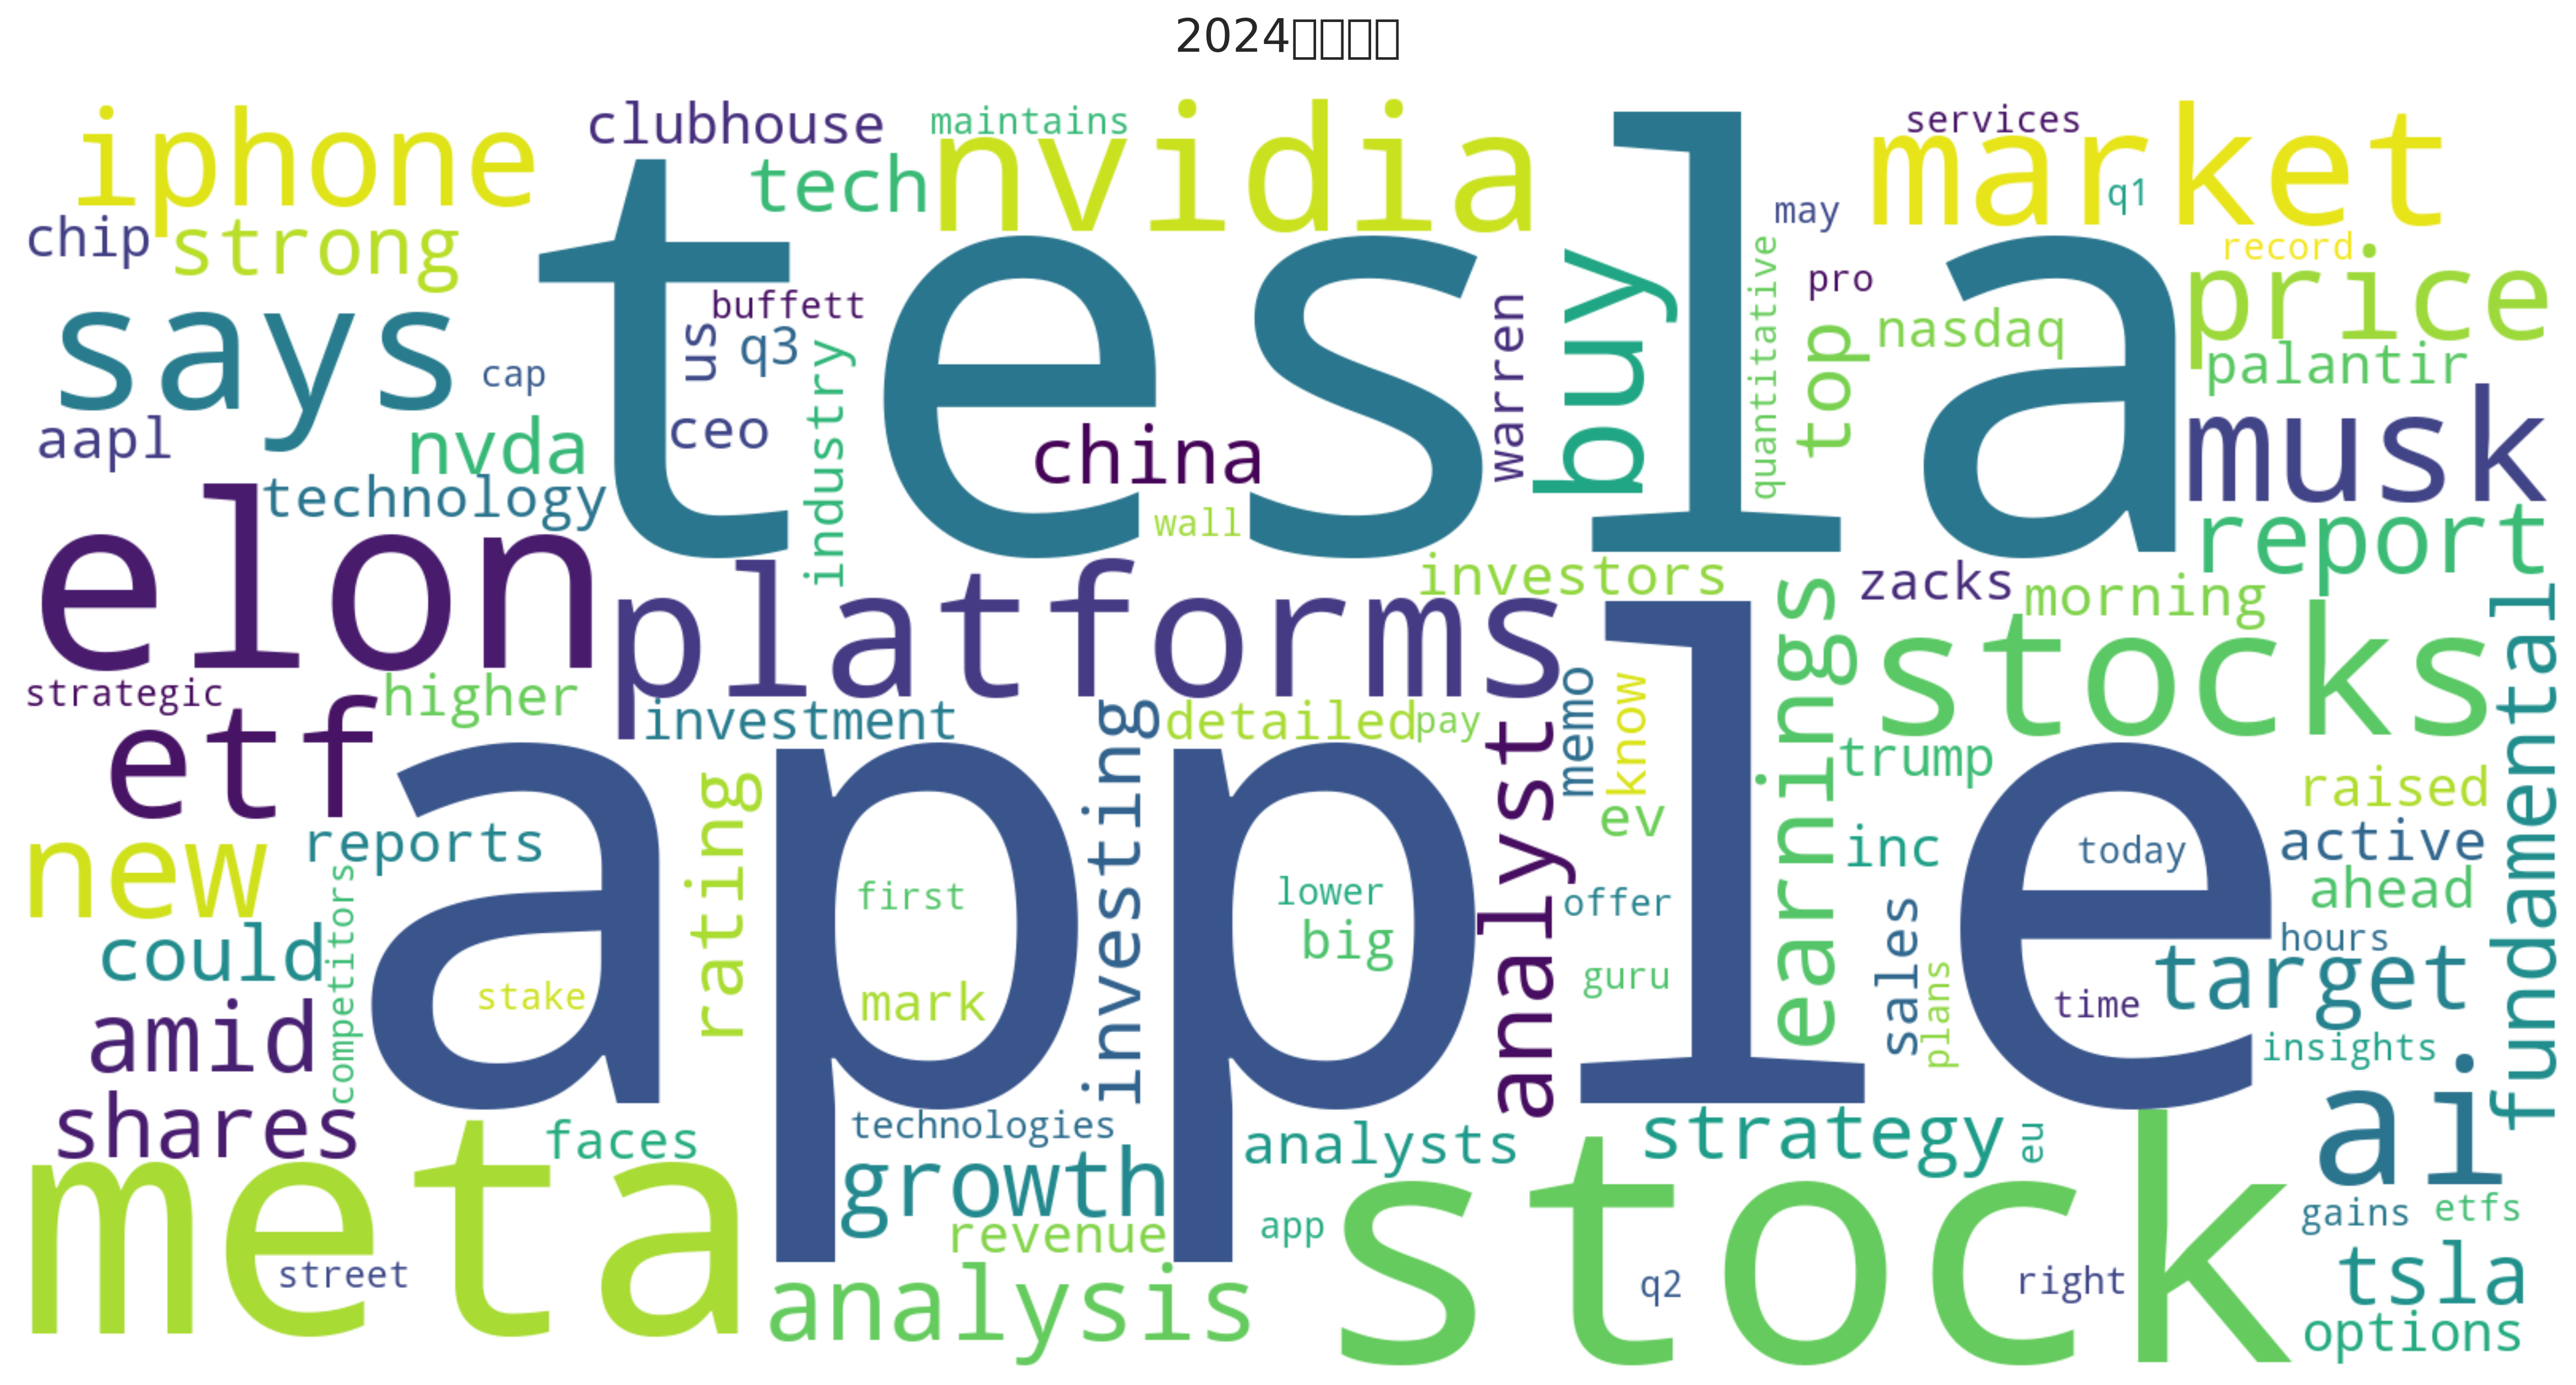 2024□□□□
clubhouse
maintains
services
iphone
nvidia
market
tech
q1
may
chip
strong
tesla
record
buffett
pro
price
says
us
q3
warren
buy
quantitative
top
nasdaq
palantir
cap
industry
aapl
nvda
ceo
china
musk
technology
wall
report
elon
platforms
investors
zacks
morning
stocks
earnings
fundamental
strategic
higher
etf
investment
investing
detailed
pay
analyst
memo
know
trump
apple
rating
ev
raised
new
reports
first
lower
inc
today
active
competitors
big
offer
ahead
could
stake
mark
guru
sales
plans
hours
time
target
amid
insights
shares
faces
technologies
analysts
strategy
eu
ai
meta
growth
stock
revenue
app
gains
etfs
street
q2
right
tsla
analysis
options